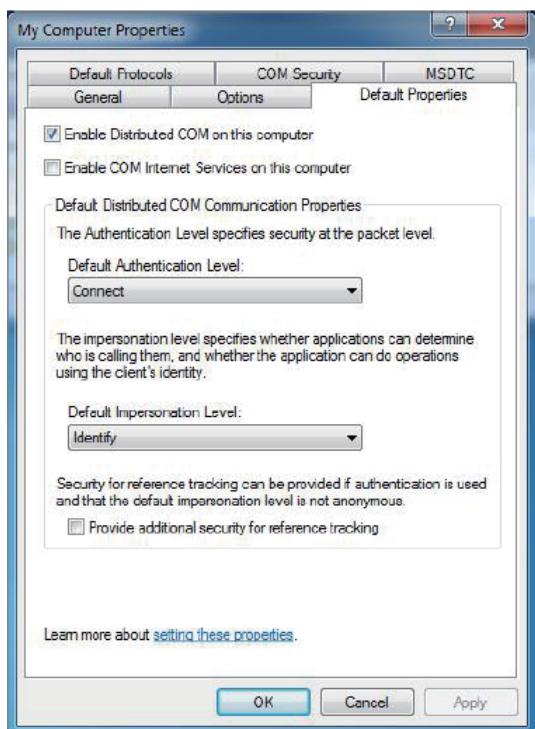 My Computer Properties
Default Protocols COM Security MSDTC
General Options Default Properties
Enable Distributed COM on this computer
Enable COM Internet Services on this computer
Default Distributed COM Communication Properties
The Authentication Level specifies security at the packet level.
Default Authentication Level:
Connect
The impersonation level specifies whether applications can determine
who is calling them, and whether the application can do operations
using the client's identity.
Default Impersonation Level:
Identify
Security for reference tracking can be provided if authentication is used
and that the default impersonation level is not anonymous.
Provide additional security for reference tracking
Learn more about setting these properties.
OK Cancel Apply